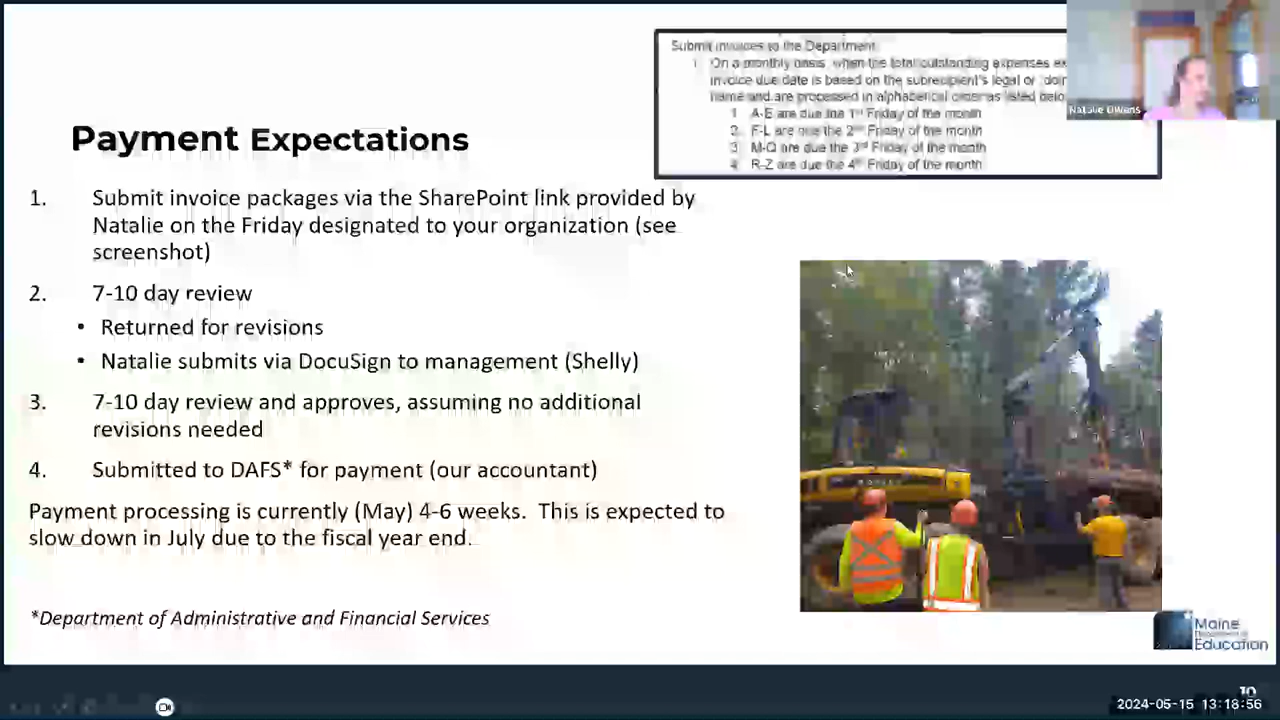 Submit invoices to the Department
On a monthly basis, when the total outstanding expenses
invoice due date is based on the subrecipient's legal or
name and are processed in alphabetical order as listed
1. A-E are due the 1st Friday of the month
2. F-L are due the 2nd Friday of the month
3. M-Q are due the 3rd Friday of the month
4. R-Z are due the 4th Friday of the month
Natalie Owens
Payment Expectations
1. Submit invoice packages via the SharePoint link provided by
Natalie on the Friday designated to your organization (see
screenshot)
2. 7-10 day review
• Returned for revisions
• Natalie submits via DocuSign to management (Shelly)
3. 7-10 day review and approves, assuming no additional
revisions needed
4. Submitted to DAFS* for payment (our accountant)
Payment processing is currently (May) 4-6 weeks. This is expected to
slow down in July due to the fiscal year end.
*Department of Administrative and Financial Services
Maine
Education
10
2024-05-15 13:18:56